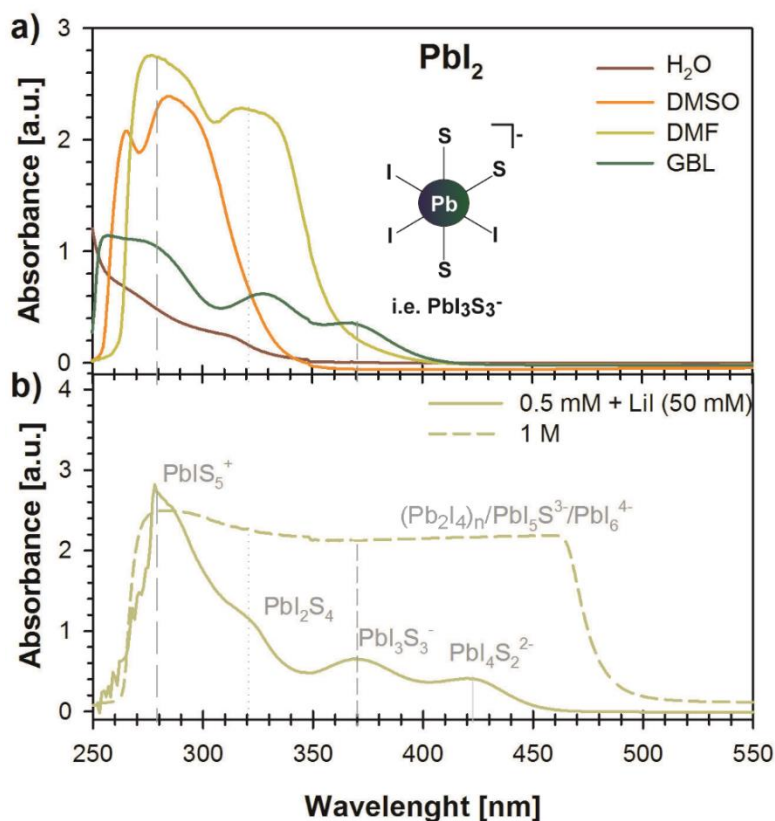 a)
3
2
1
0
Absorbance [a.u.]
PbI₂
H₂O
DMSO
DMF
GBL
S
S
I
Pb
I
I
S
⁻
i.e. PbI₃S₃⁻
b)
4
3
2
1
0
Absorbance [a.u.]
0.5 mM + LiI (50 mM)
1 M
PbIS₅⁺
(Pb₂I₄)ₙ/PbI₅S³⁻/PbI₆⁴⁻
PbI₂S₄
PbI₃S₃⁻
PbI₄S₂²⁻
250 300 350 400 450 500 550
Wavelenght [nm]